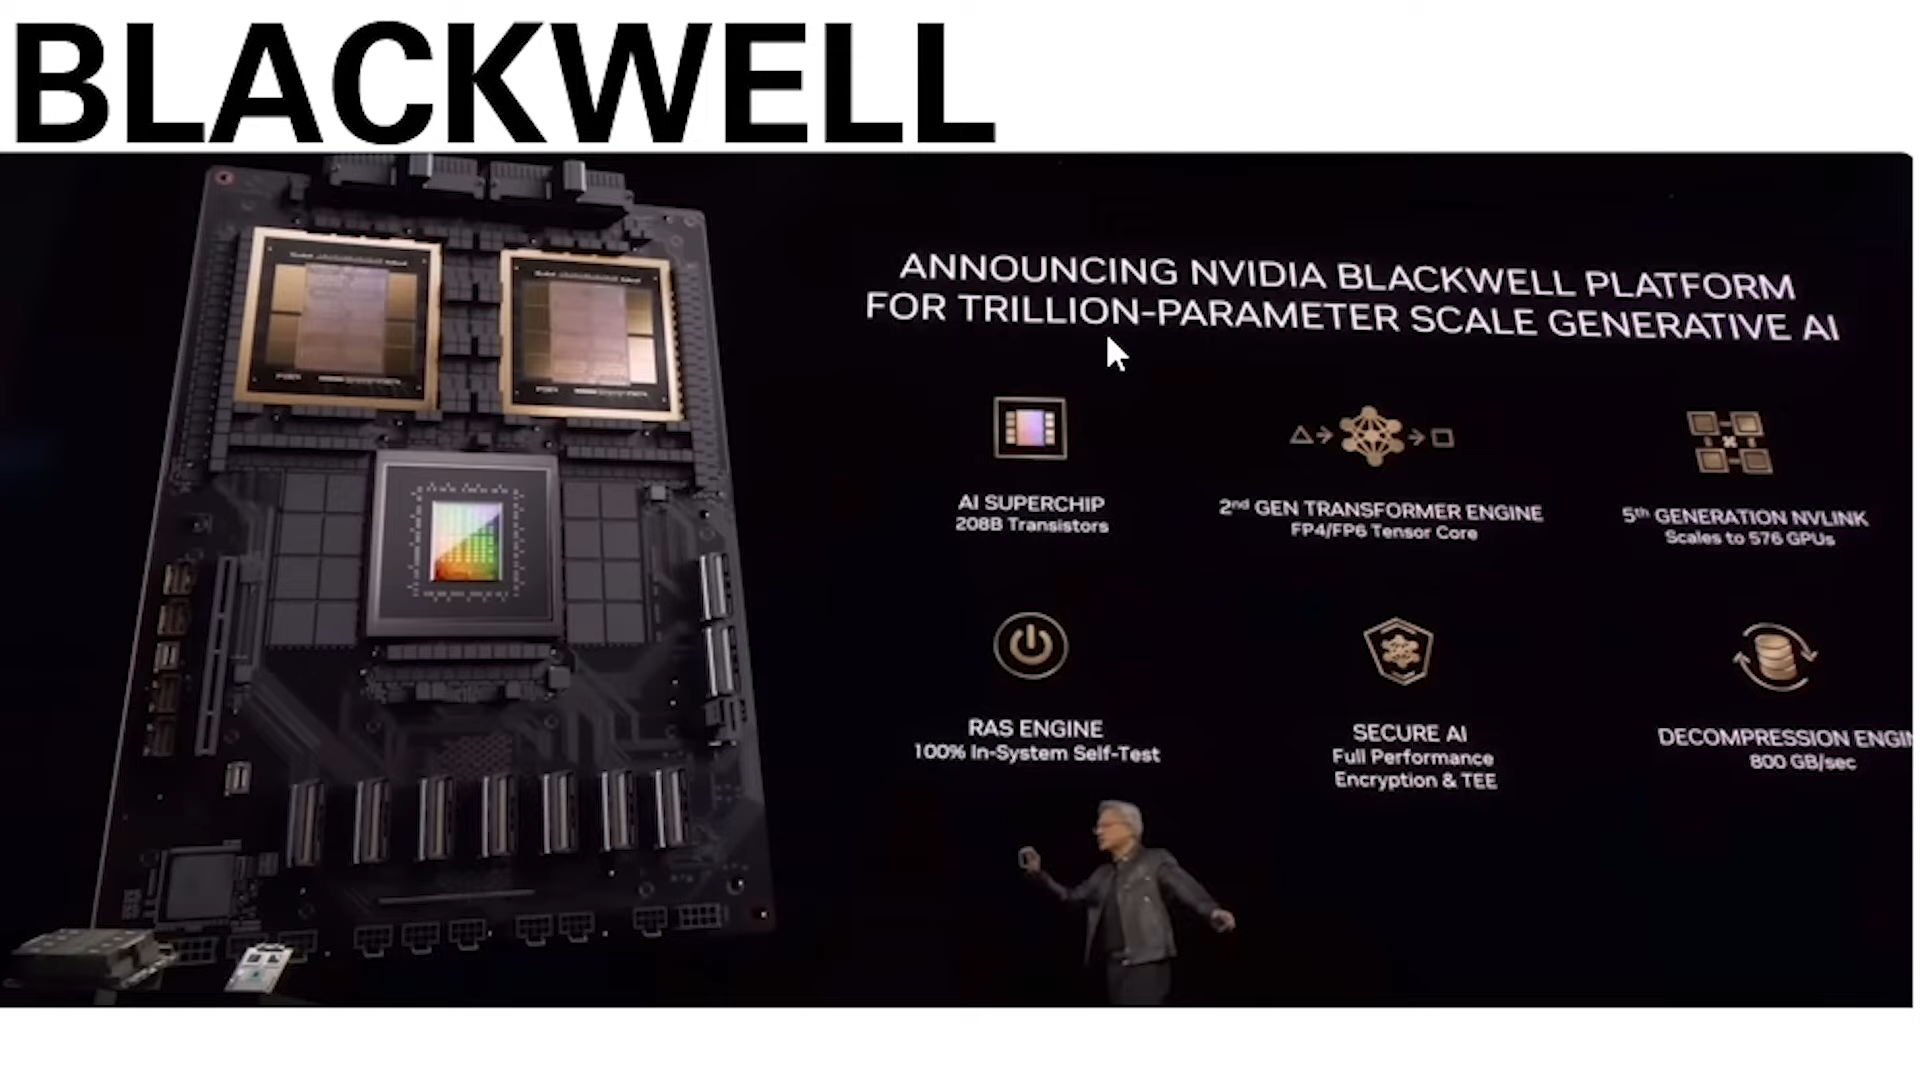 BLACKWELL
ANNOUNCING NVIDIA BLACKWELL PLATFORM
FOR TRILLION-PARAMETER SCALE GENERATIVE AI
AI SUPERCHIP
208B Transistors
2nd GEN TRANSFORMER ENGINE
FP4/FP6 Tensor Core
5th GENERATION NVLINK
Scales to 576 GPUs
RAS ENGINE
100% In-System Self-Test
SECURE AI
Full Performance
Encryption & TEE
DECOMPRESSION ENGIN
800 GB/sec